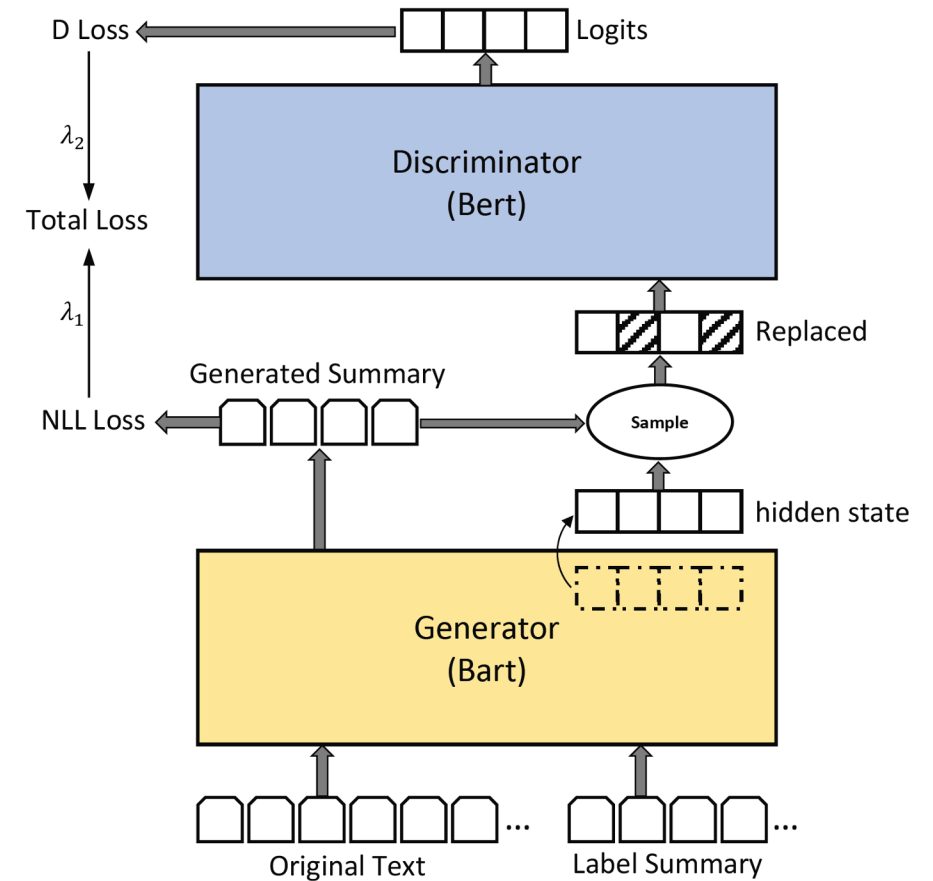 D Loss
Logits
λ2
Discriminator
(Bert)
Total Loss
λ1
Replaced
Generated Summary
NLL Loss
Sample
hidden state
Generator
(Bart)
...
...
Original Text
Label Summary